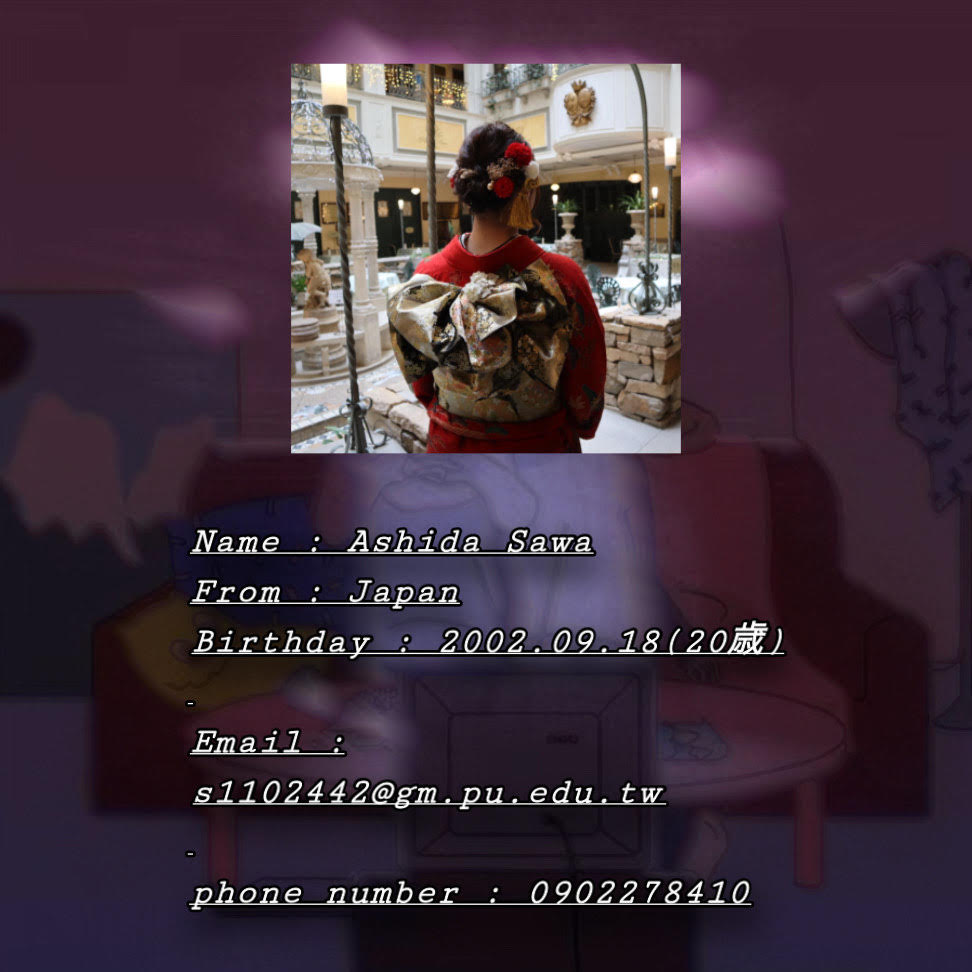 Name : Ashida Sawa
From : Japan
Birthday : 2002.09.18(20歳)
Email :
s1102442@gm.pu.edu.tw
phone number : 0902278410